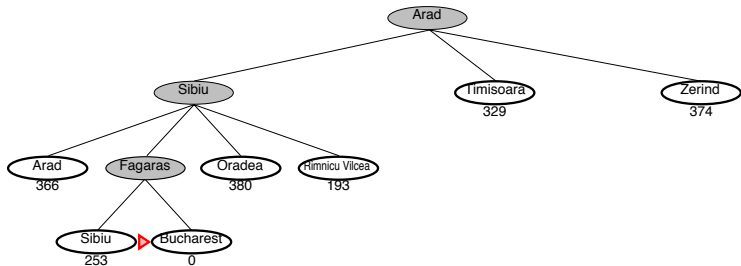 Arad
Sibiu
Timisoara
329
Zerind
374
Arad
366
Fagaras
Oradea
380
Rimnicu Vilcea
193
Sibiu
253
Bucharest
0